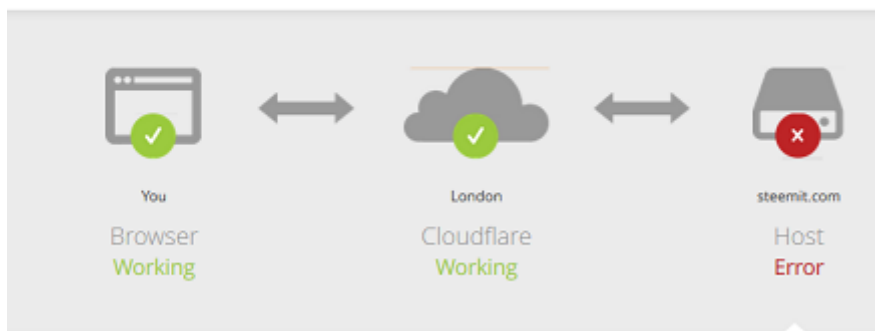 You
Browser
Working
London
Cloudflare
Working
steemit.com
Host
Error